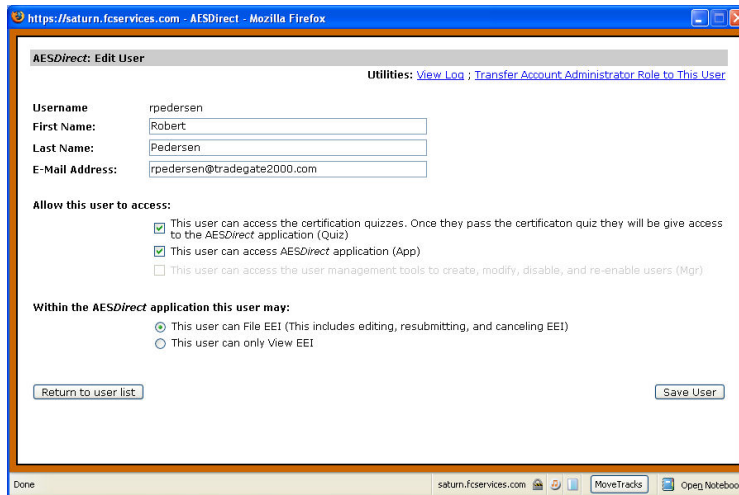 https://saturn.fcservices.com - AESDirect - Mozilla Firefox
AESDirect: Edit User
Utilities: View Log ; Transfer Account Administrator Role to This User
Username rpedersen
First Name: Robert
Last Name: Pedersen
E-Mail Address: rpedersen@tradegate2000.com
Allow this user to access:
This user can access the certification quizzes. Once they pass the certificaton quiz they will be give access
to the AESDirect application (Quiz)
This user can access AESDirect application (App)
This user can access the user management tools to create, modify, disable, and re-enable users (Mgr)
Within the AESDirect application this user may:
This user can File EEI (This includes editing, resubmitting, and canceling EEI)
This user can only View EEI
Return to user list Save User
Done saturn.fcservices.com MoveTracks Open Noteboo